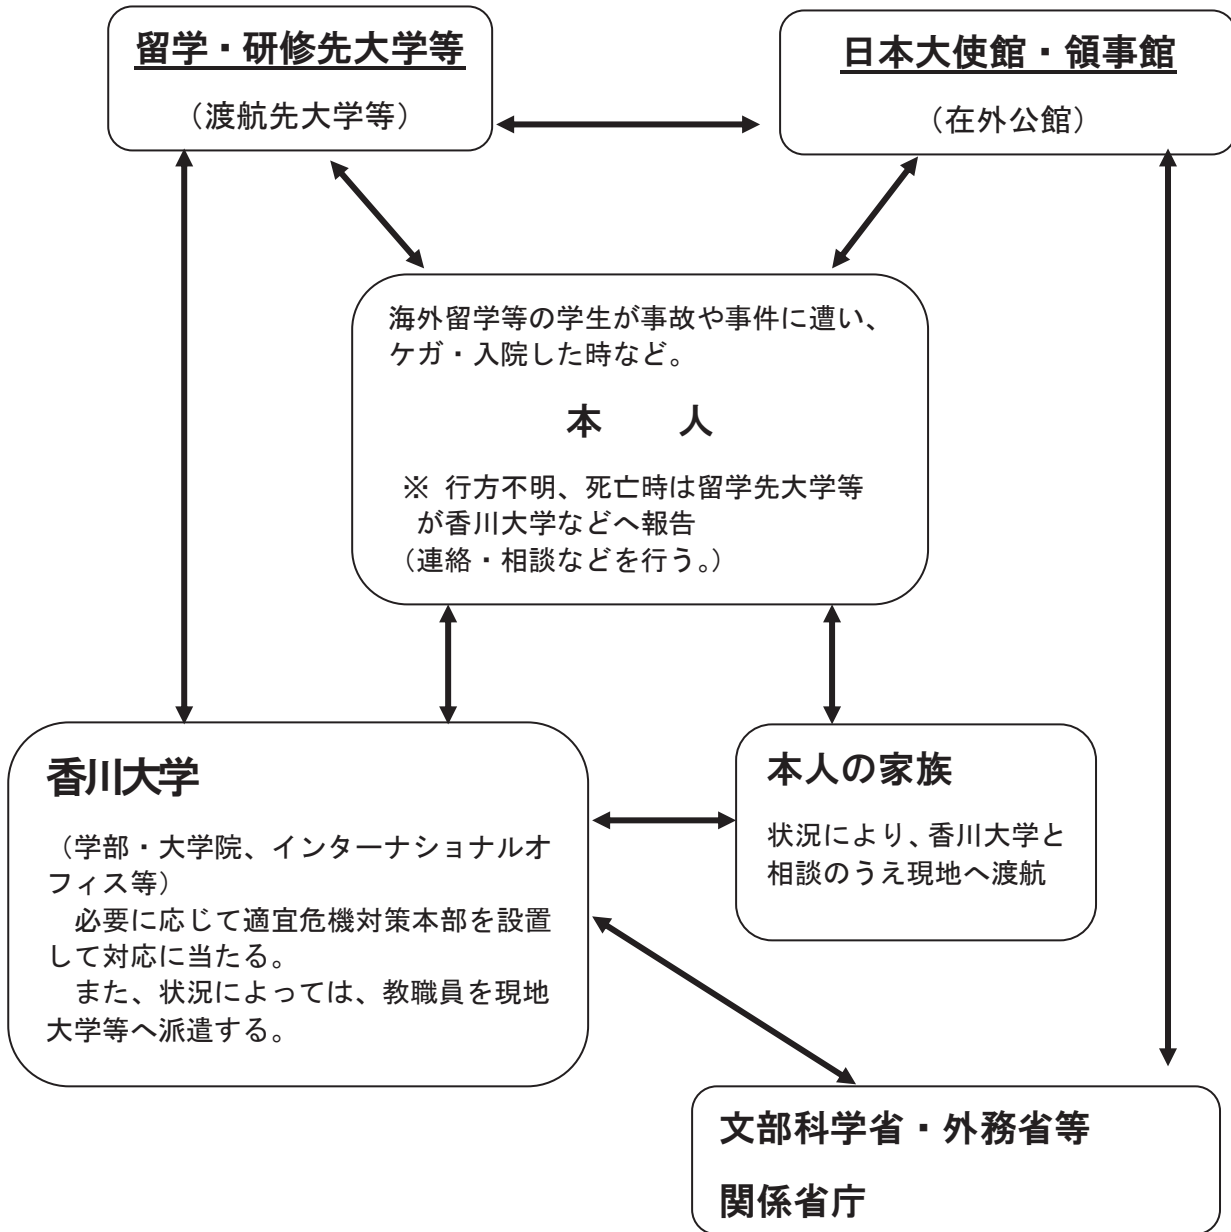 留学・研修先大学等
（渡航先大学等）
日本大使館・領事館
（在外公館）
海外留学等の学生が事故や事件に遭い、
ケガ・入院した時など。
本　　人
※ 行方不明、死亡時は留学先大学等
が香川大学などへ報告
（連絡・相談などを行う。）
香川大学
（学部・大学院、インターナショナルオ
フィス等）
必要に応じて適宜危機対策本部を設置
して対応に当たる。
また、状況によっては、教職員を現地
大学等へ派遣する。
本人の家族
状況により、香川大学と
相談のうえ現地へ渡航
文部科学省・外務省等
関係省庁